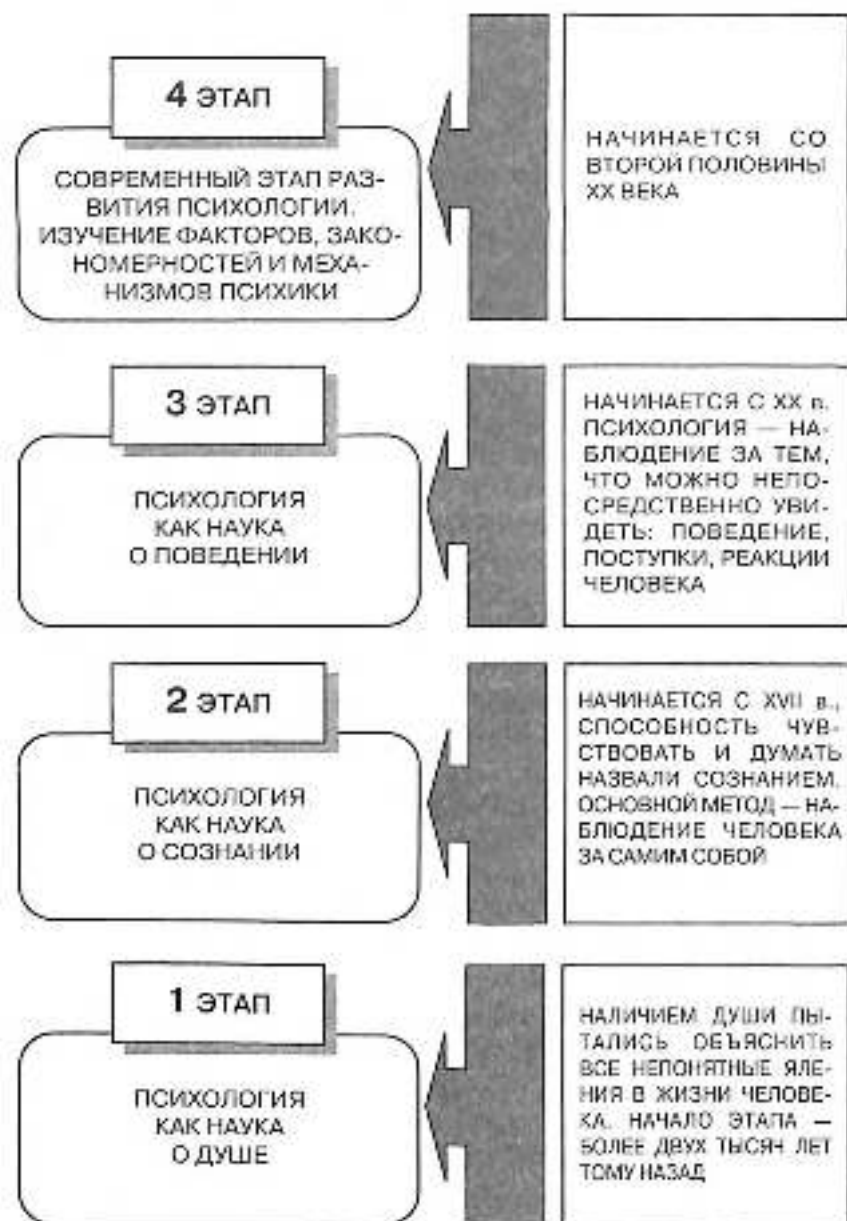 4 ЭТАП
СОВРЕМЕННЫЙ ЭТАП РАЗ-
ВИТИЯ ПСИХОЛОГИИ.
ИЗУЧЕНИЕ ФАКТОРОВ, ЗАКО-
НОМЕРНОСТЕЙ И МЕХА-
НИЗМОВ ПСИХИКИ
НАЧИНАЕТСЯ СО
ВТОРОЙ ПОЛОВИНЫ
XX ВЕКА
3 ЭТАП
ПСИХОЛОГИЯ
КАК НАУКА
О ПОВЕДЕНИИ
НАЧИНАЕТСЯ С XX в.
ПСИХОЛОГИЯ — НА-
БЛЮДЕНИЕ ЗА ТЕМ,
ЧТО МОЖНО НЕПО-
СРЕДСТВЕННО УВИ-
ДЕТЬ: ПОВЕДЕНИЕ,
ПОСТУПКИ, РЕАКЦИИ
ЧЕЛОВЕКА
2 ЭТАП
ПСИХОЛОГИЯ
КАК НАУКА
О СОЗНАНИИ
НАЧИНАЕТСЯ С XVII в.,
СПОСОБНОСТЬ ЧУВ-
СТВОВАТЬ И ДУМАТЬ
НАЗВАЛИ СОЗНАНИЕМ.
ОСНОВНОЙ МЕТОД — НА-
БЛЮДЕНИЕ ЧЕЛОВЕКА
ЗА САМИМ СОБОЙ
1 ЭТАП
ПСИХОЛОГИЯ
КАК НАУКА
О ДУШЕ
НАЛИЧИЕМ ДУШИ ПЫ-
ТАЛИСЬ ОБЪЯСНИТЬ
ВСЕ НЕПОНЯТНЫЕ ЯЛЕ-
НИЯ В ЖИЗНИ ЧЕЛОВЕ-
КА. НАЧАЛО ЭТАПА —
БОЛЕЕ ДВУХ ТЫСЯЧ ЛЕТ
ТОМУ НАЗАД